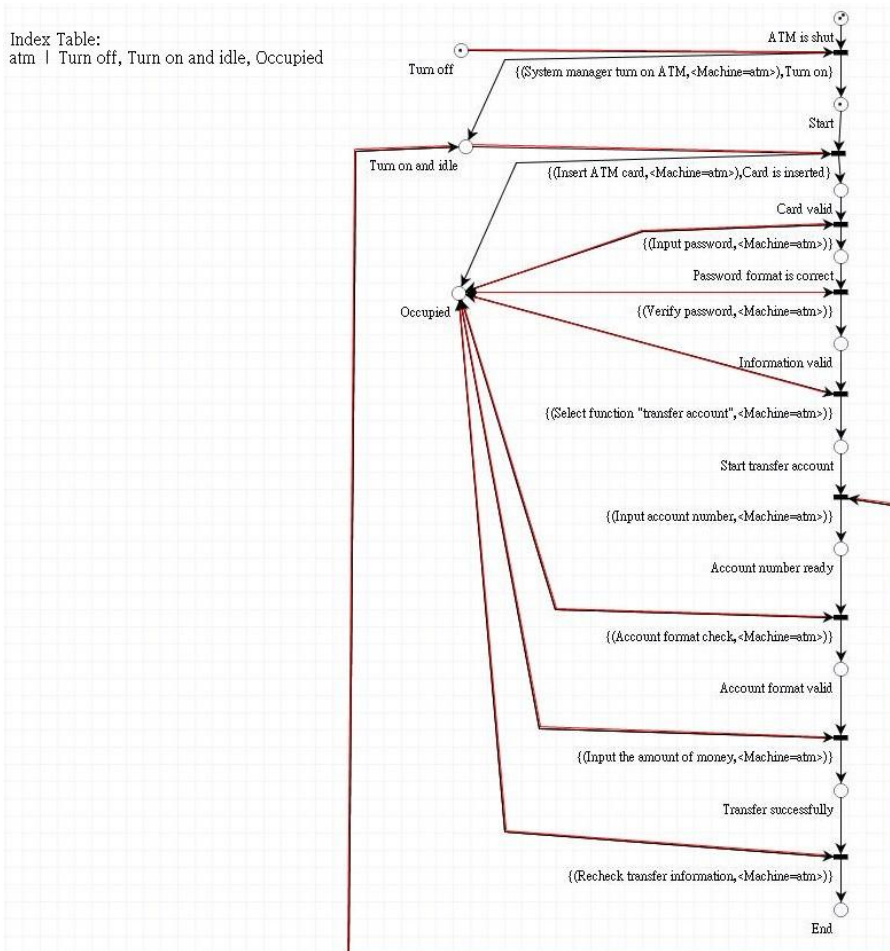 Index Table:
atm | Turn off, Turn on and idle, Occupied
ATM is shut
Turn off
{(System manager turn on ATM,<Machine=atm>),Turn on}
Start
Turn on and idle
{(Insert ATM card,<Machine=atm>),Card is inserted}
Card valid
{(Input password,<Machine=atm>)}
Password format is correct
Occupied
{(Verify password,<Machine=atm>)}
Information valid
{(Select function "transfer account",<Machine=atm>)}
Start transfer account
{(Input account number,<Machine=atm>)}
Account number ready
{(Account format check,<Machine=atm>)}
Account format valid
{(Input the amount of money,<Machine=atm>)}
Transfer successfully
{(Recheck transfer information,<Machine=atm>)}
End